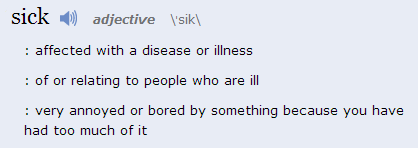 sick adjective \ˈsik\
: affected with a disease or illness
: of or relating to people who are ill
: very annoyed or bored by something because you have
had too much of it